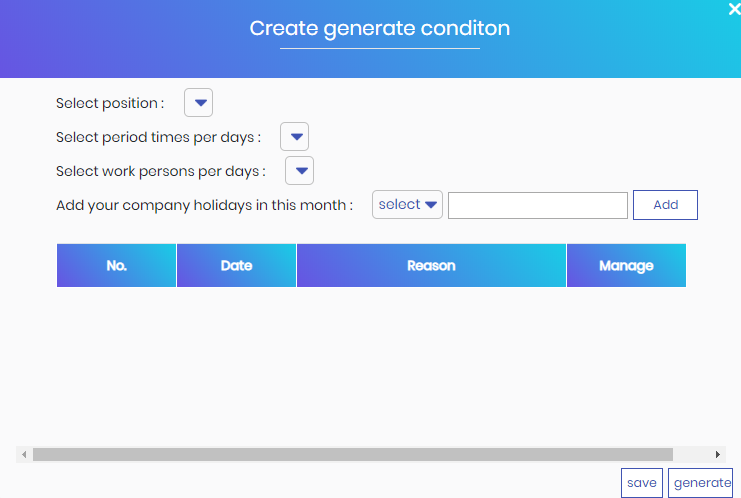 Create generate conditon
Select position :
Select period times per days :
Select work persons per days :
Add your company holidays in this month : select Add
No. Date Reason Manage
save generate